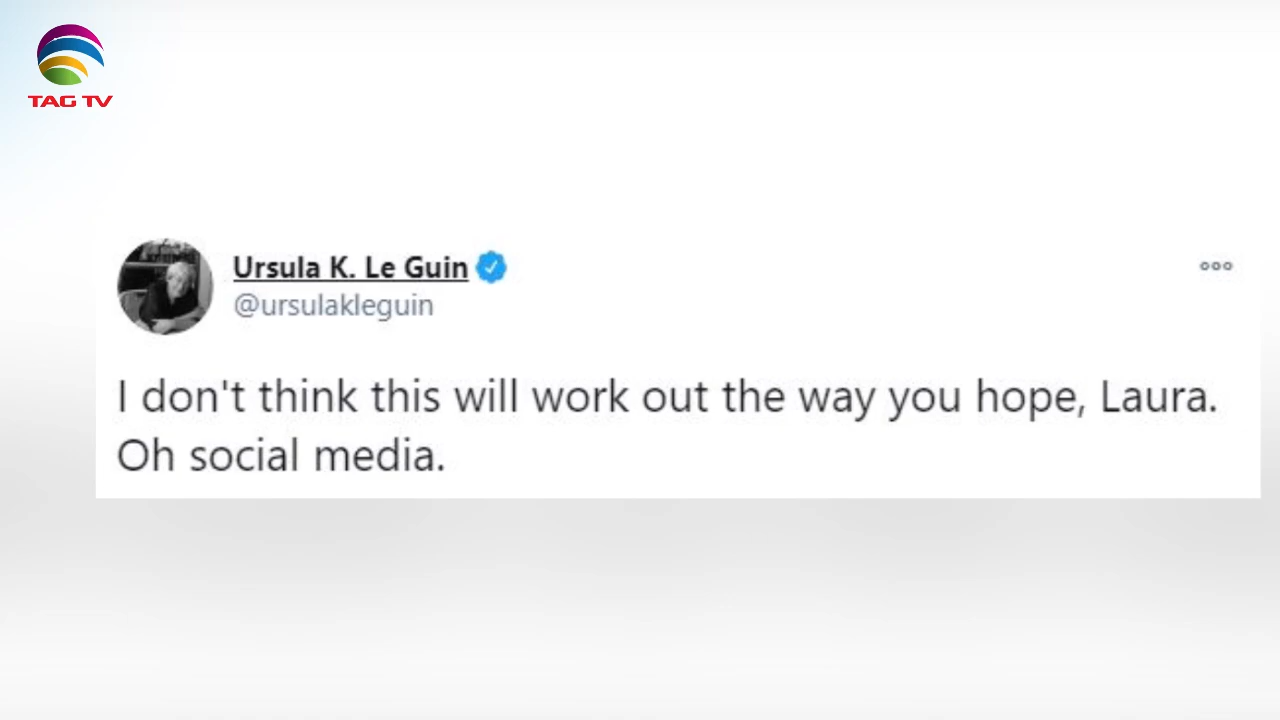 TAG TV
Ursula K. Le Guin
@ursulakleguin
I don't think this will work out the way you hope, Laura.
Oh social media.